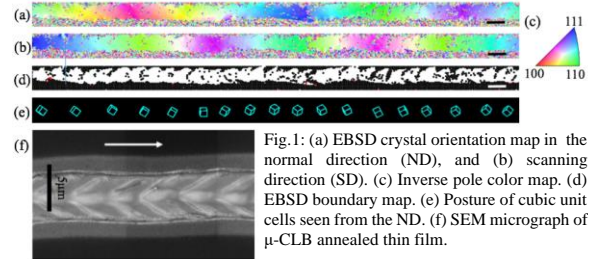 (a)
(b)
(c)
111
100
110
(d)
(e)
(f)
5μm
Fig.1: (a) EBSD crystal orientation map in the
normal direction (ND), and (b) scanning
direction (SD). (c) Inverse pole color map. (d)
EBSD boundary map. (e) Posture of cubic unit
cells seen from the ND. (f) SEM micrograph of
μ-CLB annealed thin film.